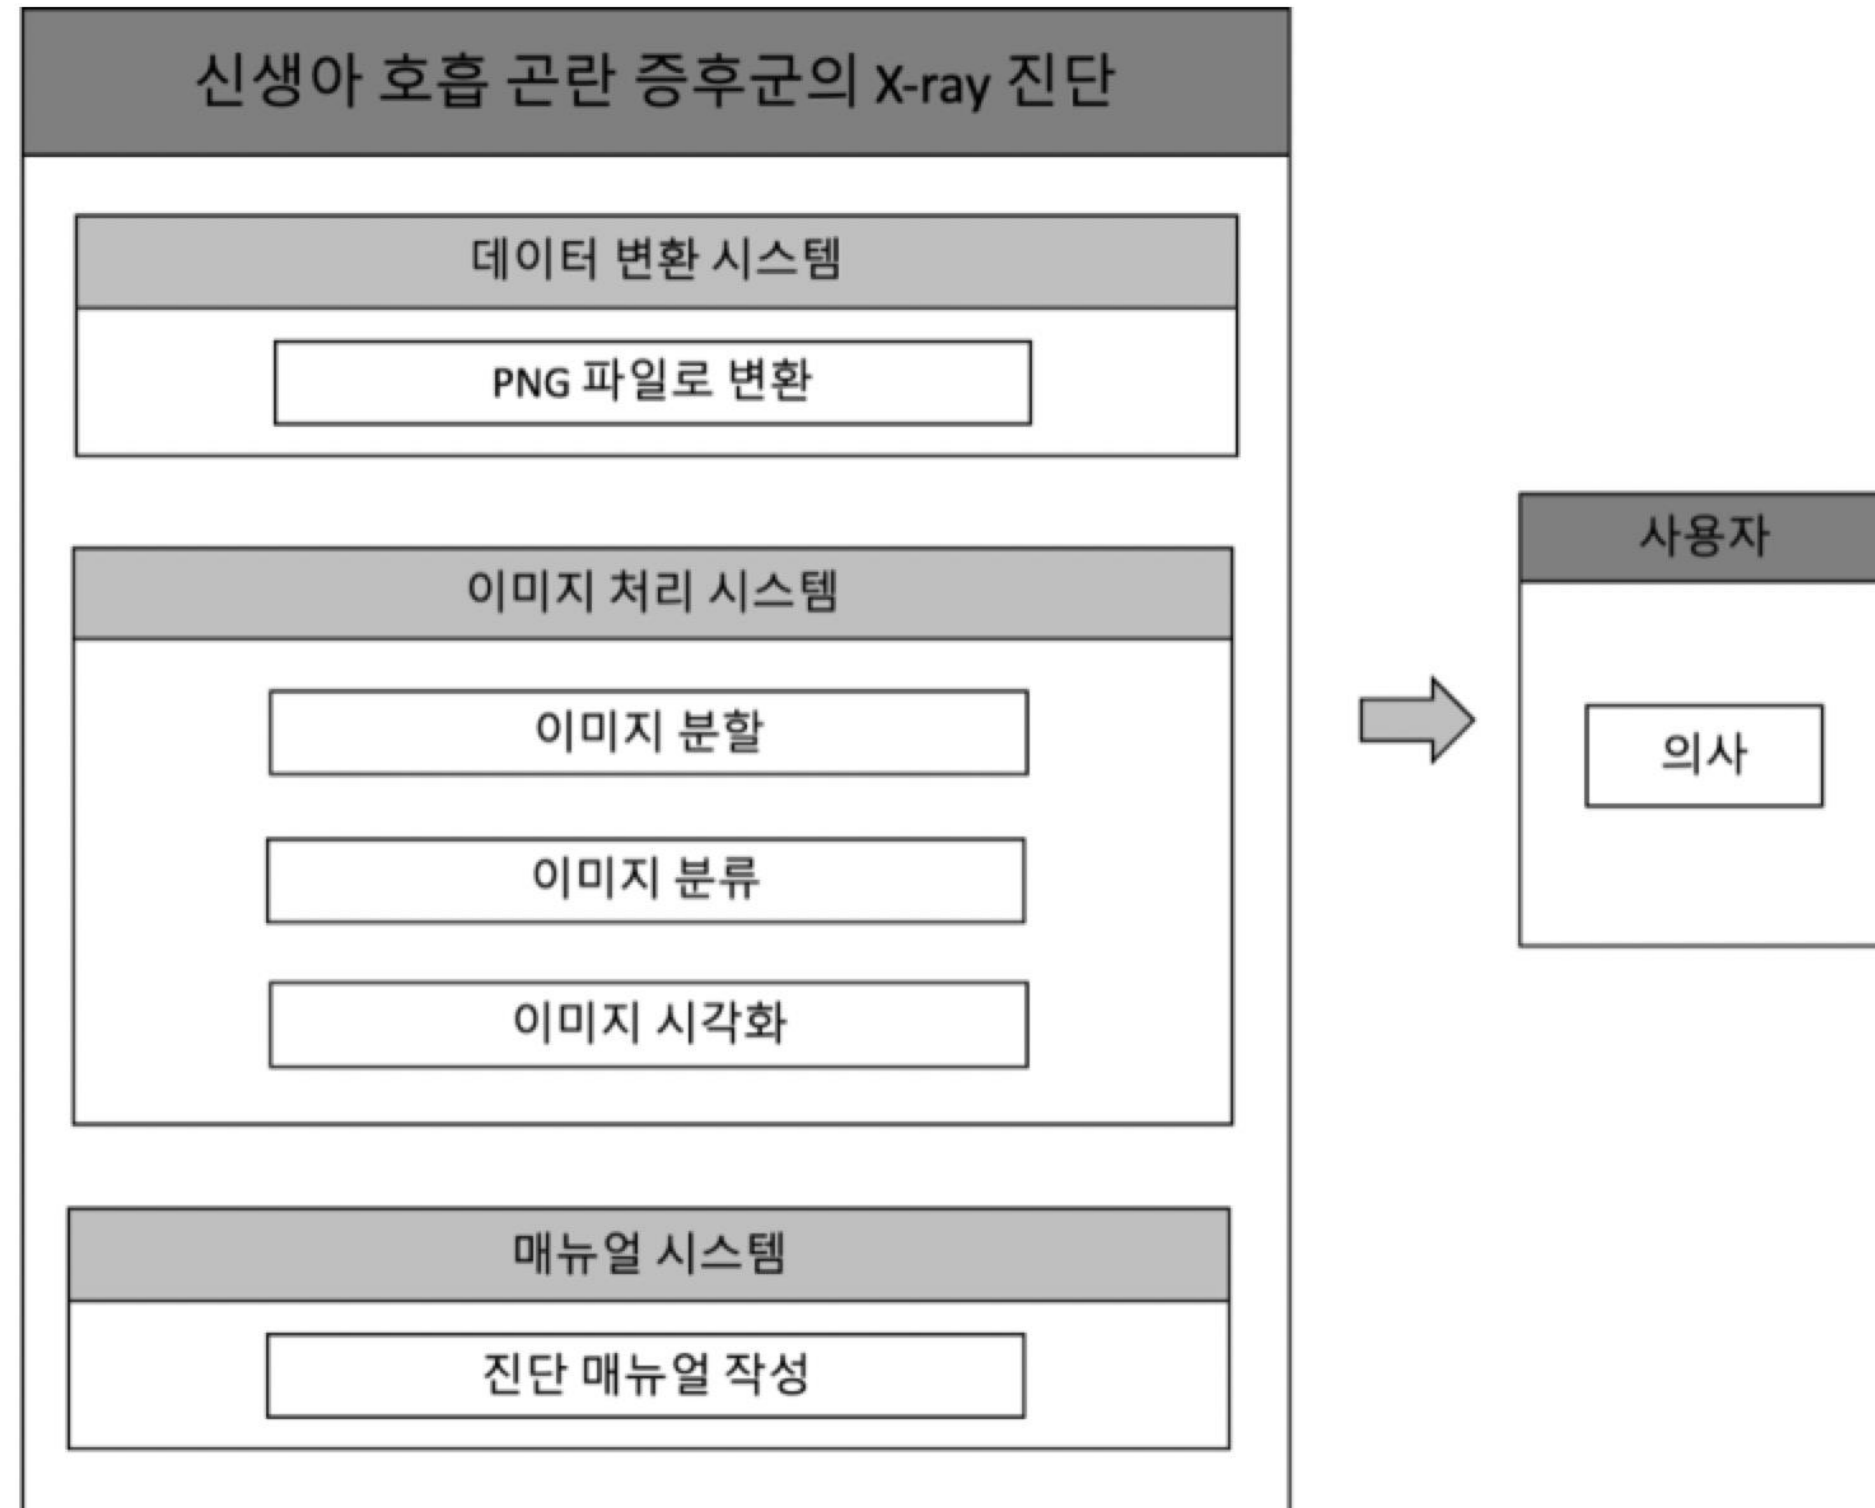 신생아 호흡 곤란 증후군의 X-ray 진단
데이터 변환 시스템
PNG 파일로 변환
이미지 처리 시스템
이미지 분할
이미지 분류
이미지 시각화
매뉴얼 시스템
진단 매뉴얼 작성
사용자
의사